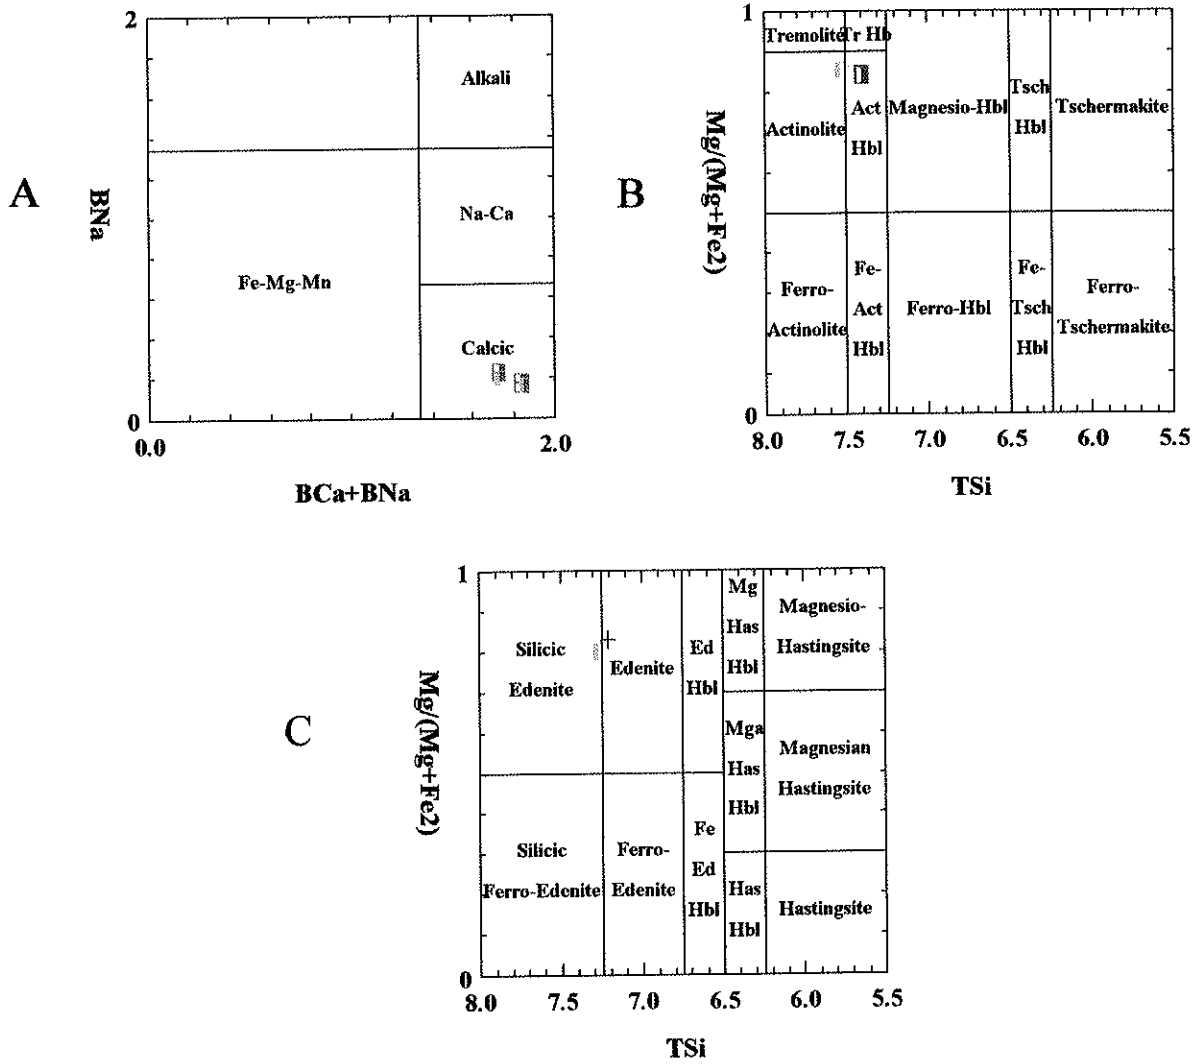 2
Alkali
A
BNa
Na-Ca
Fe-Mg-Mn
Calcic
0
0.0
2.0
BCa+BNa
1
Tremolite
Tr Hb
B
Mg/(Mg+Fe2)
Actinolite
Act
Hbl
Magnesio-Hbl
Tsch
Hbl
Tschermakite
Ferro-
Actinolite
Fe-
Act
Hbl
Ferro-Hbl
Fe-
Tsch
Hbl
Ferro-
Tschermakite
0
8.0
7.5
7.0
6.5
6.0
5.5
TSi
1
C
Mg/(Mg+Fe2)
Silicic
Edenite
Edenite
Ed
Hbl
Mg
Has
Hbl
Magnesio-
Hastingsite
Mga
Has
Hbl
Magnesian
Hastingsite
Silicic
Ferro-Edenite
Ferro-
Edenite
Fe
Ed
Hbl
Has
Hbl
Hastingsite
0
8.0
7.5
7.0
6.5
6.0
5.5
TSi